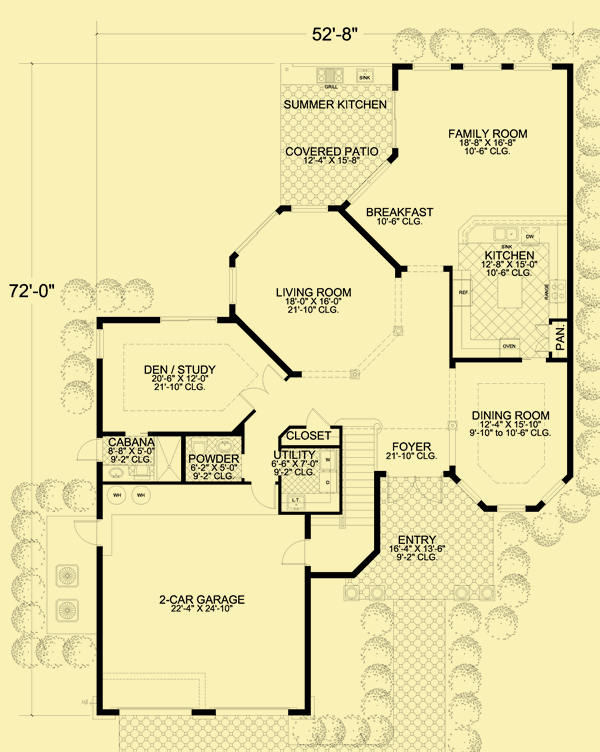 52'-8"
GRILL
SINK
SUMMER KITCHEN
COVERED PATIO
12'-4" X 15'-8"
FAMILY ROOM
18'-8" X 16'-8"
10'-6" CLG.
BREAKFAST
10'-6" CLG.
DW
SINK
KITCHEN
12'-8" X 15'-0"
10'-6" CLG.
REF
RANGE
OVEN
PAN.
72'-0"
LIVING ROOM
18'-0" X 16'-0"
21'-10" CLG.
DEN / STUDY
20'-6" X 12'-0"
21'-10" CLG.
DINING ROOM
12'-4" X 15'-10"
9'-10" to 10'-6" CLG.
CABANA
8'-8" X 5'-0"
9'-2" CLG.
POWDER
6'-2" X 5'-0"
9'-2" CLG.
CLOSET
UTILITY
6'-6" X 7'-0"
9'-2" CLG.
W
D
L.T.
FOYER
21'-10" CLG.
WH
WH
ENTRY
16'-4" X 13'-6"
9'-2" CLG.
2-CAR GARAGE
22'-4" X 24'-10"